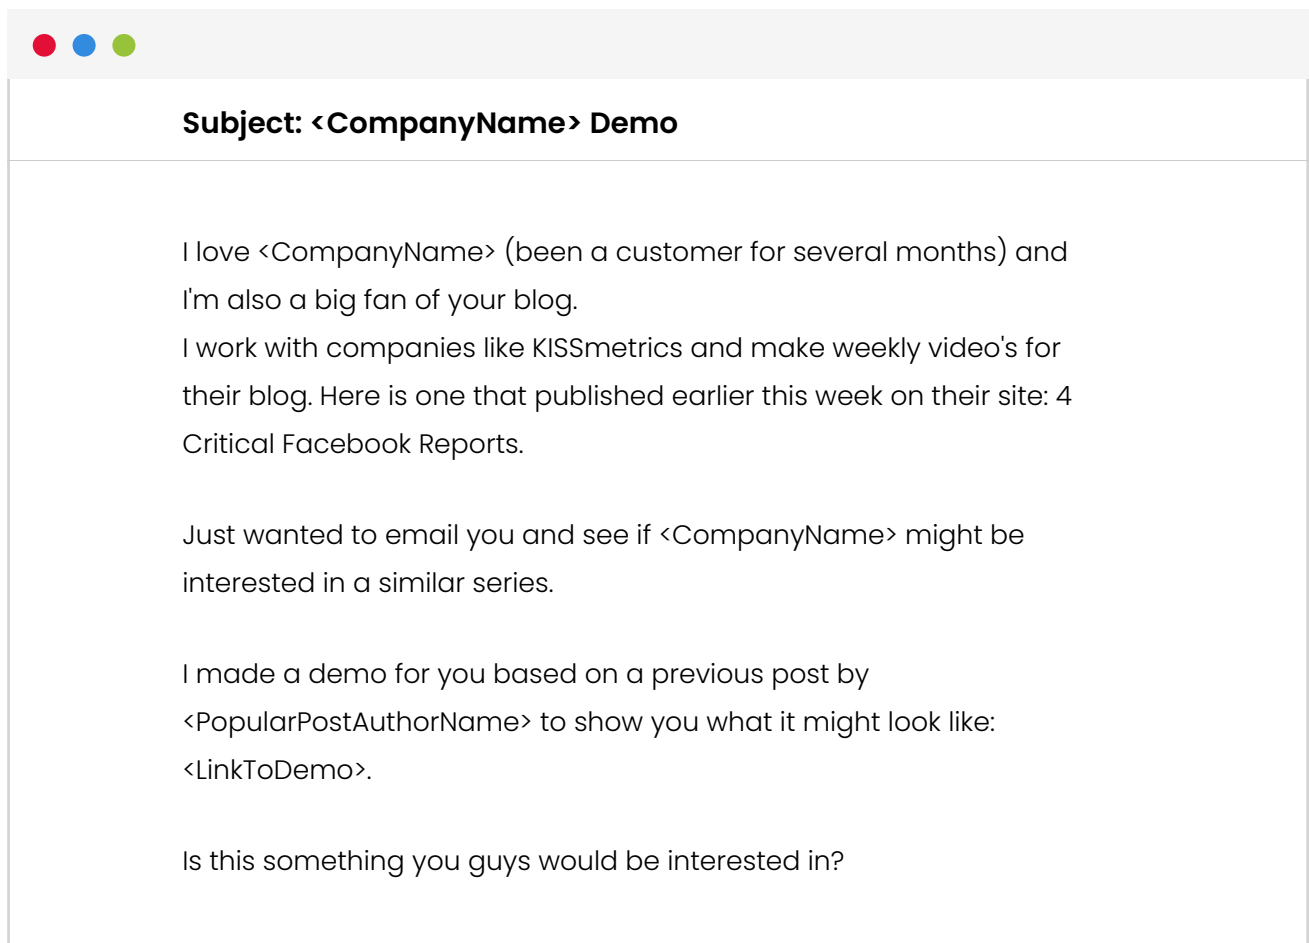 Subject: <CompanyName> Demo
I love <CompanyName> (been a customer for several months) and
I'm also a big fan of your blog.
I work with companies like KISSmetrics and make weekly video's for
their blog. Here is one that published earlier this week on their site: 4
Critical Facebook Reports.
Just wanted to email you and see if <CompanyName> might be
interested in a similar series.
I made a demo for you based on a previous post by
<PopularPostAuthorName> to show you what it might look like:
<LinkToDemo>.
Is this something you guys would be interested in?